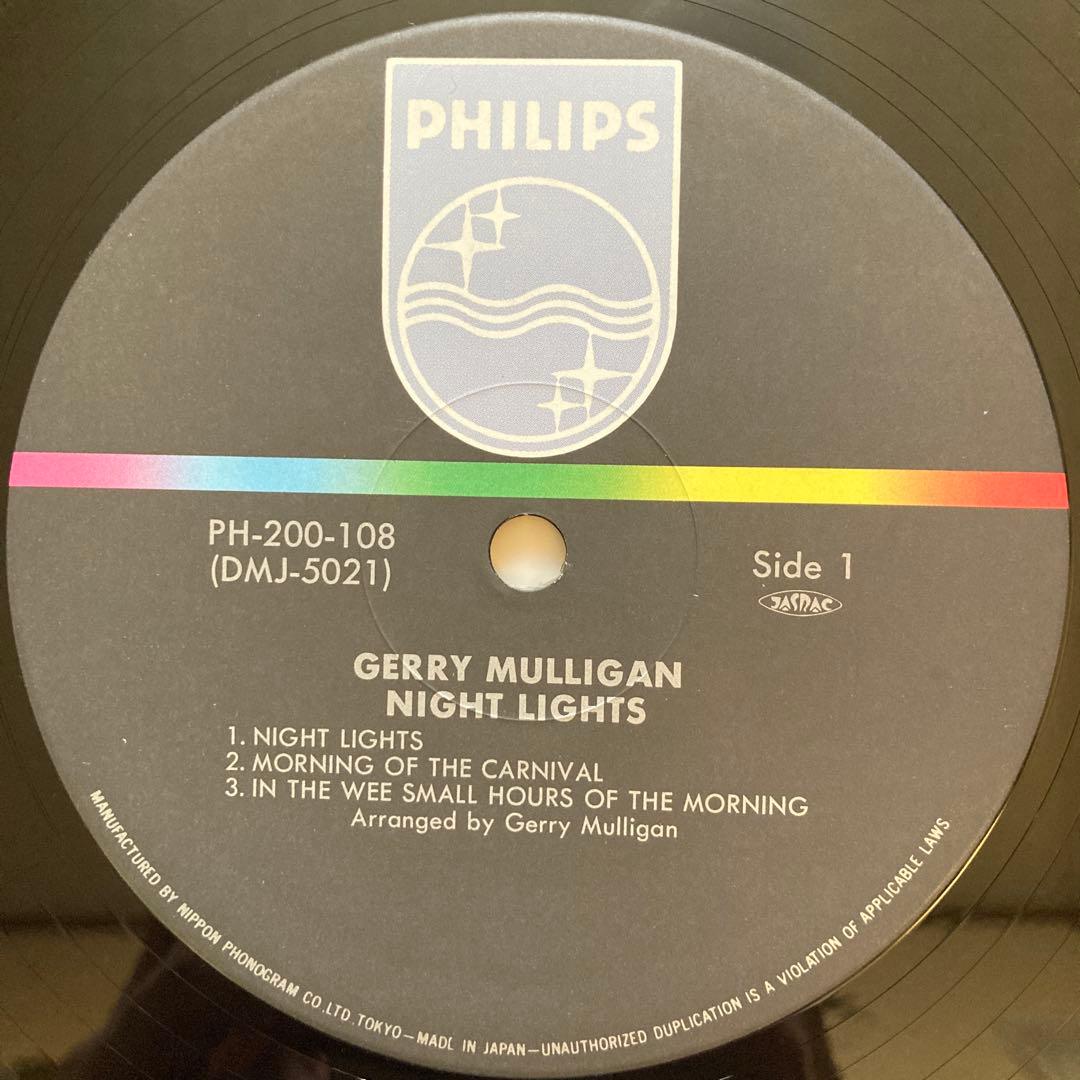 PHILIPS
PH-200-108
(DMJ-5021)
Side 1
JASRAC
GERRY MULLIGAN
NIGHT LIGHTS
1. NIGHT LIGHTS
2. MORNING OF THE CARNIVAL
3. IN THE WEE SMALL HOURS OF THE MORNING
Arranged by Gerry Mulligan
MANUFACTURED BY NIPPON PHONOGRAM CO.LTD.TOKYO–MADE IN JAPAN–UNAUTHORIZED DUPLICATION IS A VIOLATION OF APPLICABLE LAWS